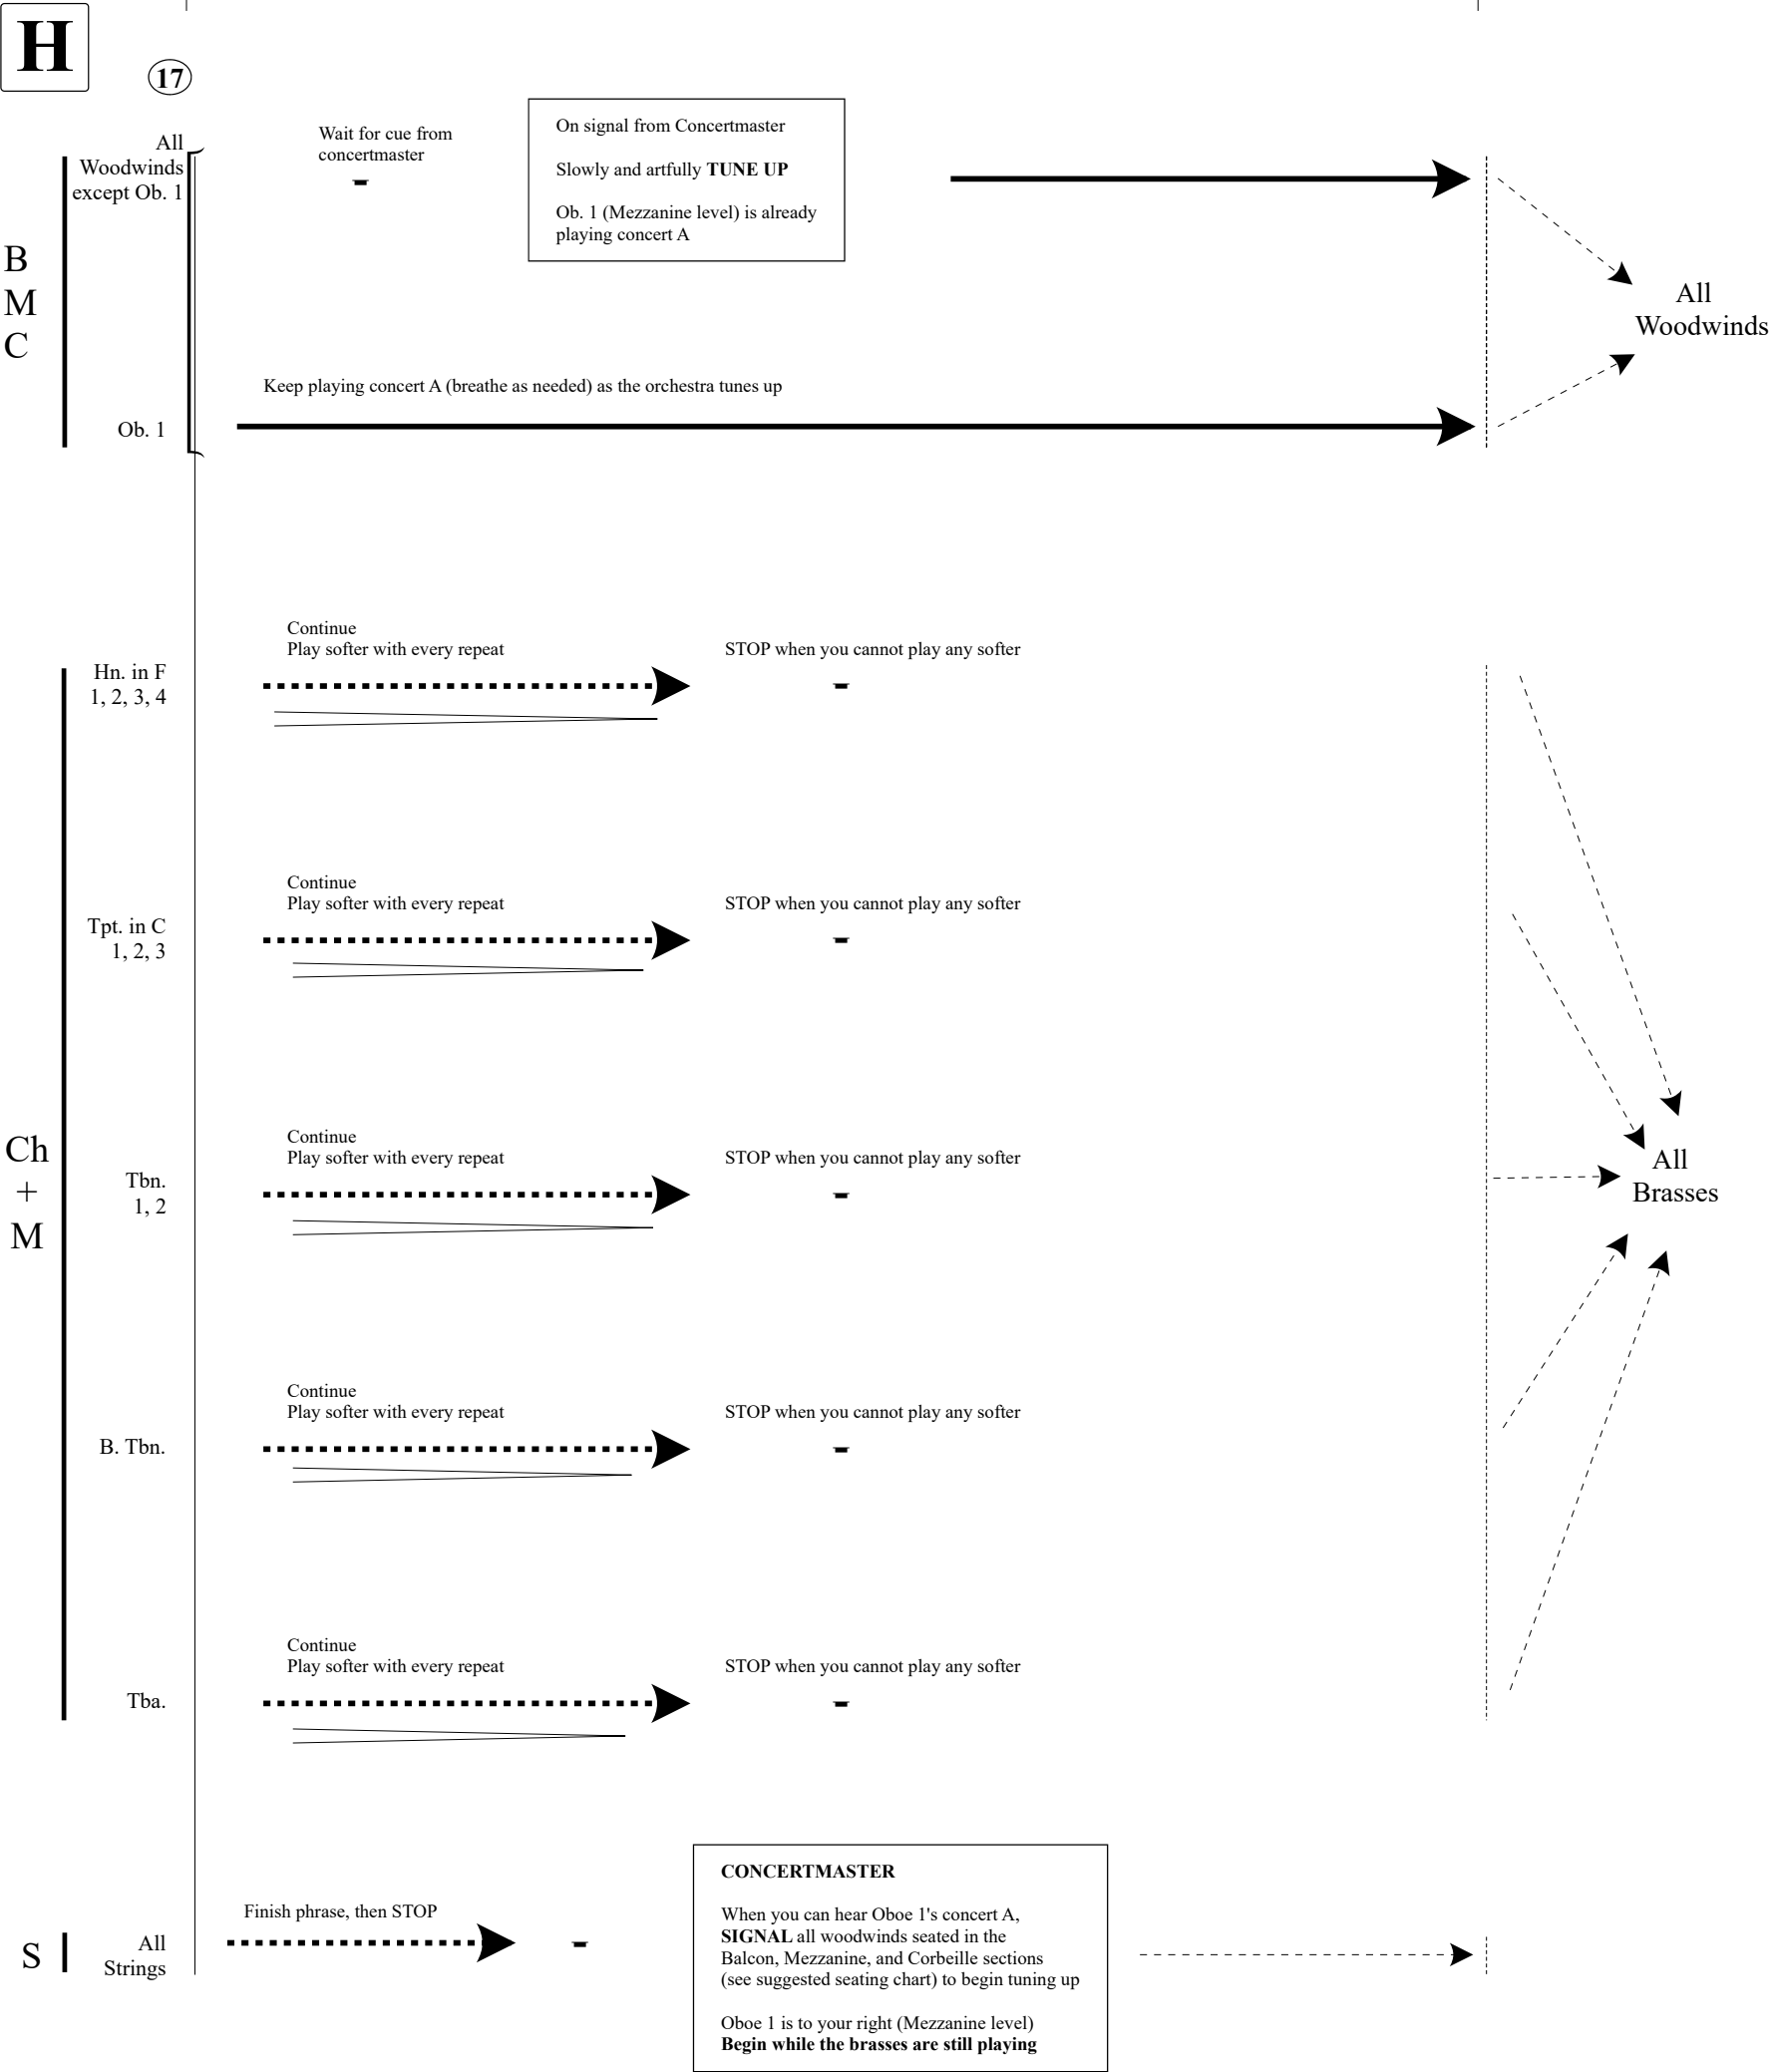 H
17
All
Woodwinds
except Ob. 1
Wait for cue from
concertmaster
On signal from Concertmaster
Slowly and artfully TUNE UP
Ob. 1 (Mezzanine level) is already
playing concert A
B
M
C
All
Woodwinds
Keep playing concert A (breathe as needed) as the orchestra tunes up
Ob. 1
Continue
Play softer with every repeat
STOP when you cannot play any softer
Hn. in F
1, 2, 3, 4
Continue
Play softer with every repeat
STOP when you cannot play any softer
Tpt. in C
1, 2, 3
Ch
+
M
Continue
Play softer with every repeat
STOP when you cannot play any softer
Tbn.
1, 2
All
Brasses
Continue
Play softer with every repeat
STOP when you cannot play any softer
B. Tbn.
Continue
Play softer with every repeat
STOP when you cannot play any softer
Tba.
S
All
Strings
Finish phrase, then STOP
CONCERTMASTER
When you can hear Oboe 1's concert A,
SIGNAL all woodwinds seated in the
Balcon, Mezzanine, and Corbeille sections
(see suggested seating chart) to begin tuning up
Oboe 1 is to your right (Mezzanine level)
Begin while the brasses are still playing